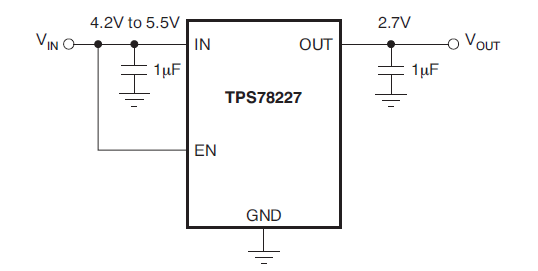 4.2V to 5.5V
2.7V
VIN
IN
OUT
VOUT
1μF
1μF
TPS78227
EN
GND